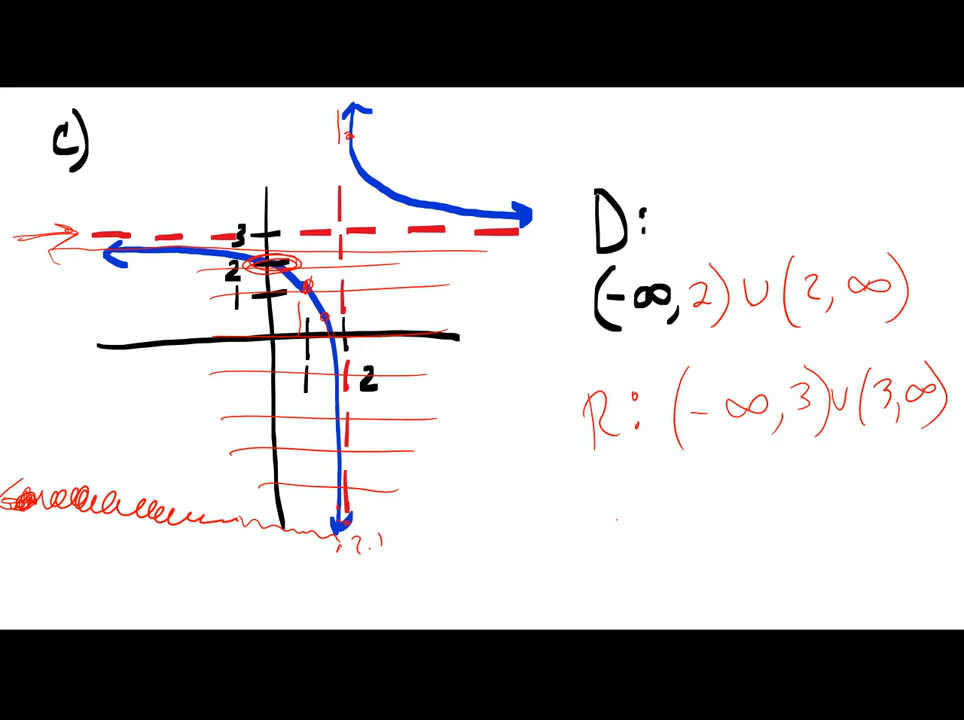 C)
3
2
1
1 2
D:
(-∞, 2) ∪ (2, ∞)
R: (-∞, 3) ∪ (3, ∞)